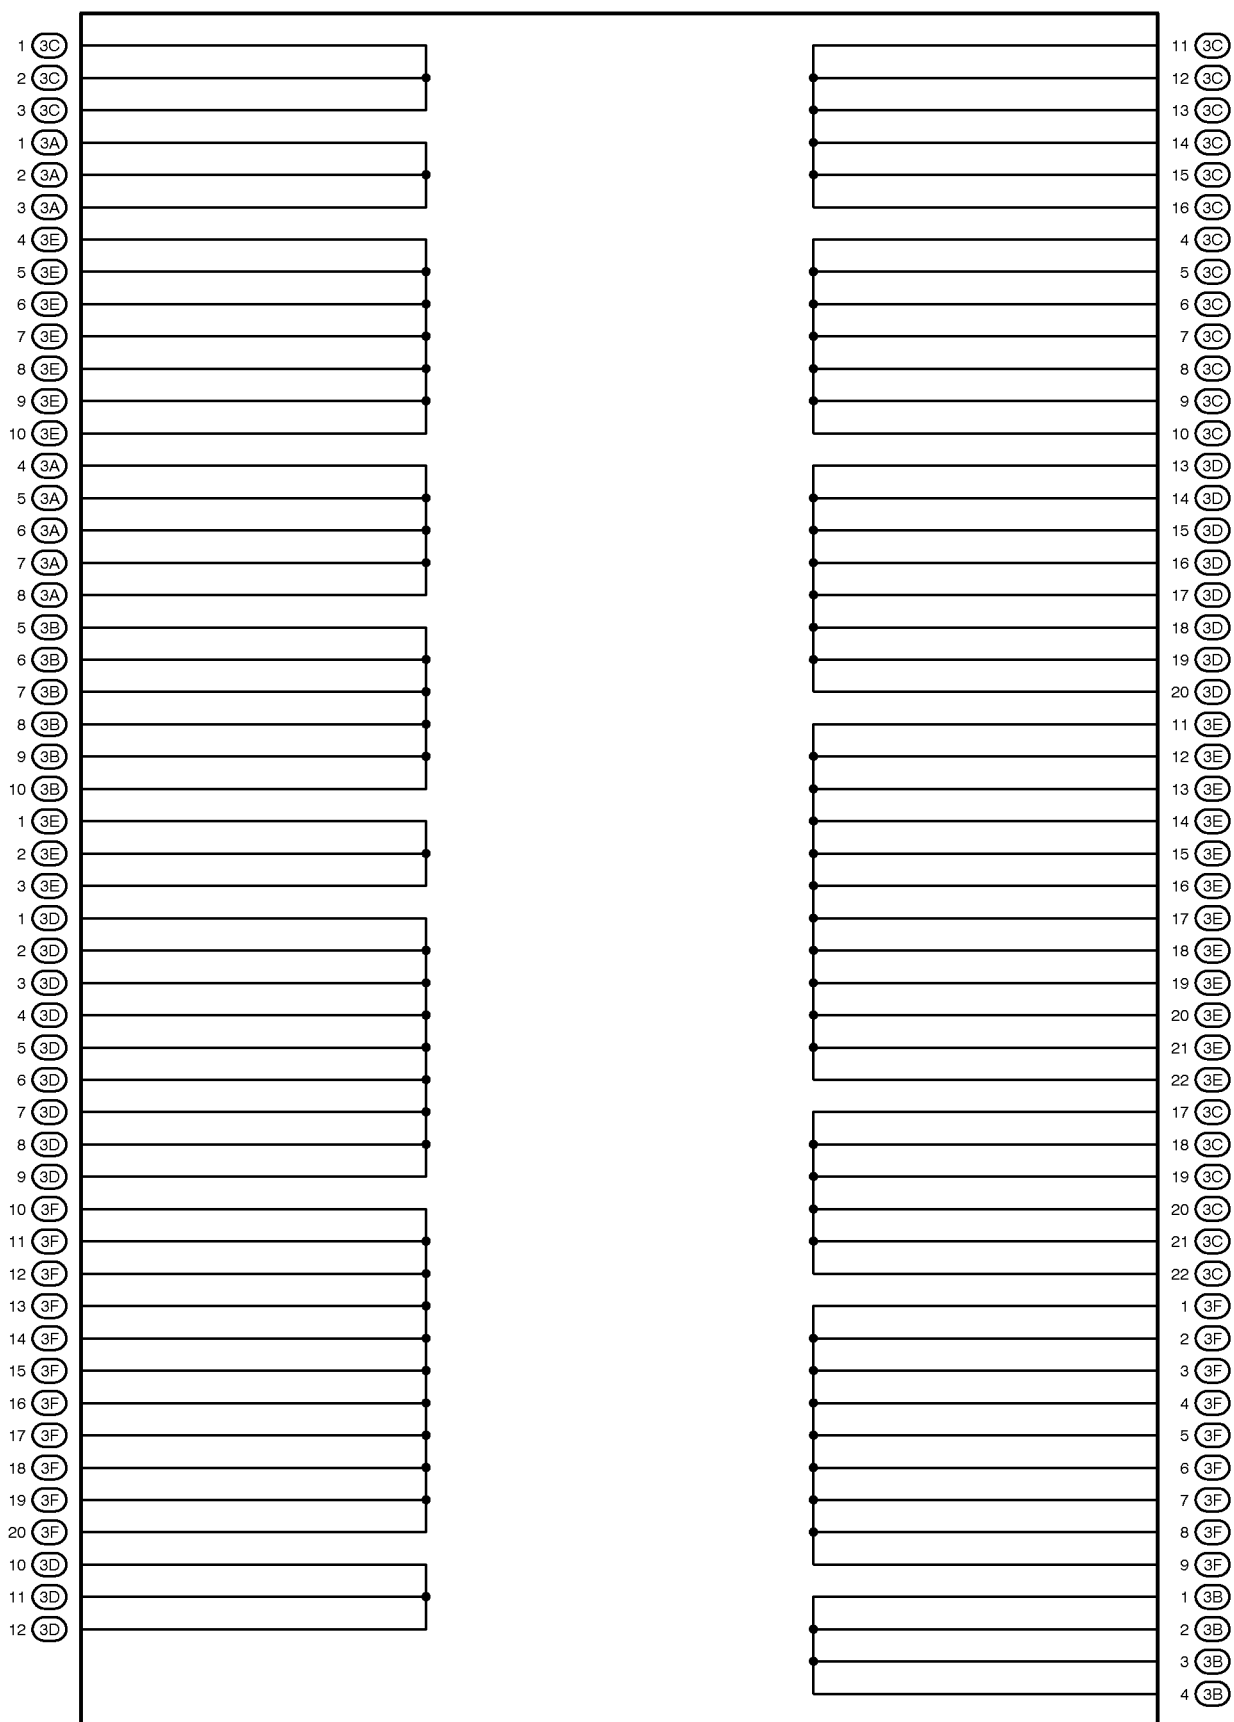 1 3C
2 3C
3 3C
1 3A
2 3A
3 3A
4 3E
5 3E
6 3E
7 3E
8 3E
9 3E
10 3E
4 3A
5 3A
6 3A
7 3A
8 3A
5 3B
6 3B
7 3B
8 3B
9 3B
10 3B
1 3E
2 3E
3 3E
1 3D
2 3D
3 3D
4 3D
5 3D
6 3D
7 3D
8 3D
9 3D
10 3F
11 3F
12 3F
13 3F
14 3F
15 3F
16 3F
17 3F
18 3F
19 3F
20 3F
10 3D
11 3D
12 3D
11 3C
12 3C
13 3C
14 3C
15 3C
16 3C
4 3C
5 3C
6 3C
7 3C
8 3C
9 3C
10 3C
13 3D
14 3D
15 3D
16 3D
17 3D
18 3D
19 3D
20 3D
11 3E
12 3E
13 3E
14 3E
15 3E
16 3E
17 3E
18 3E
19 3E
20 3E
21 3E
22 3E
17 3C
18 3C
19 3C
20 3C
21 3C
22 3C
1 3F
2 3F
3 3F
4 3F
5 3F
6 3F
7 3F
8 3F
9 3F
1 3B
2 3B
3 3B
4 3B